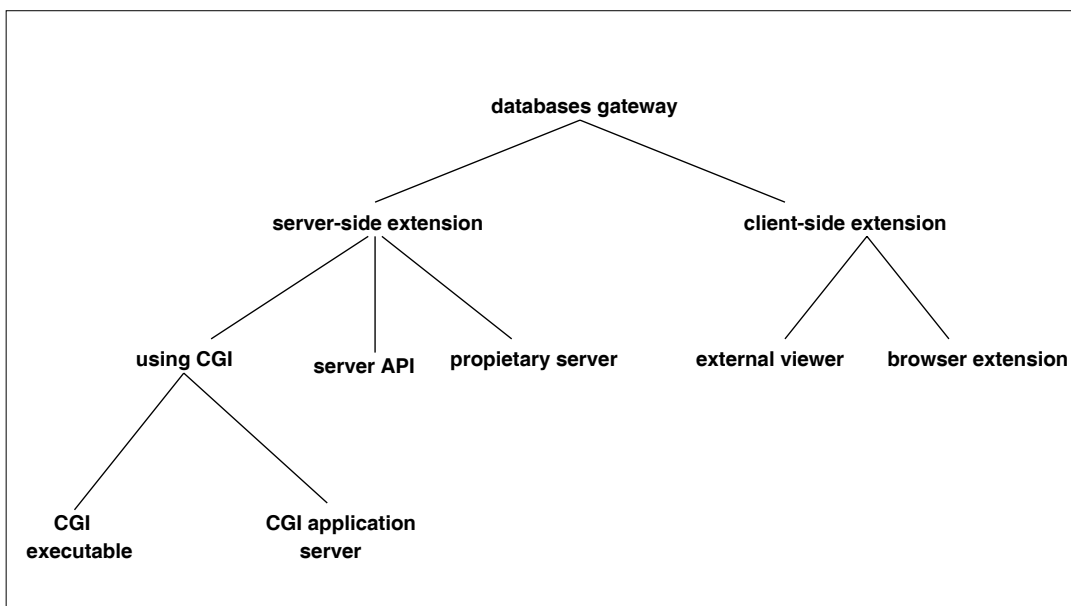 databases gateway
server-side extension
client-side extension
using CGI
server API
propietary server
external viewer
browser extension
CGI
executable
CGI application
server